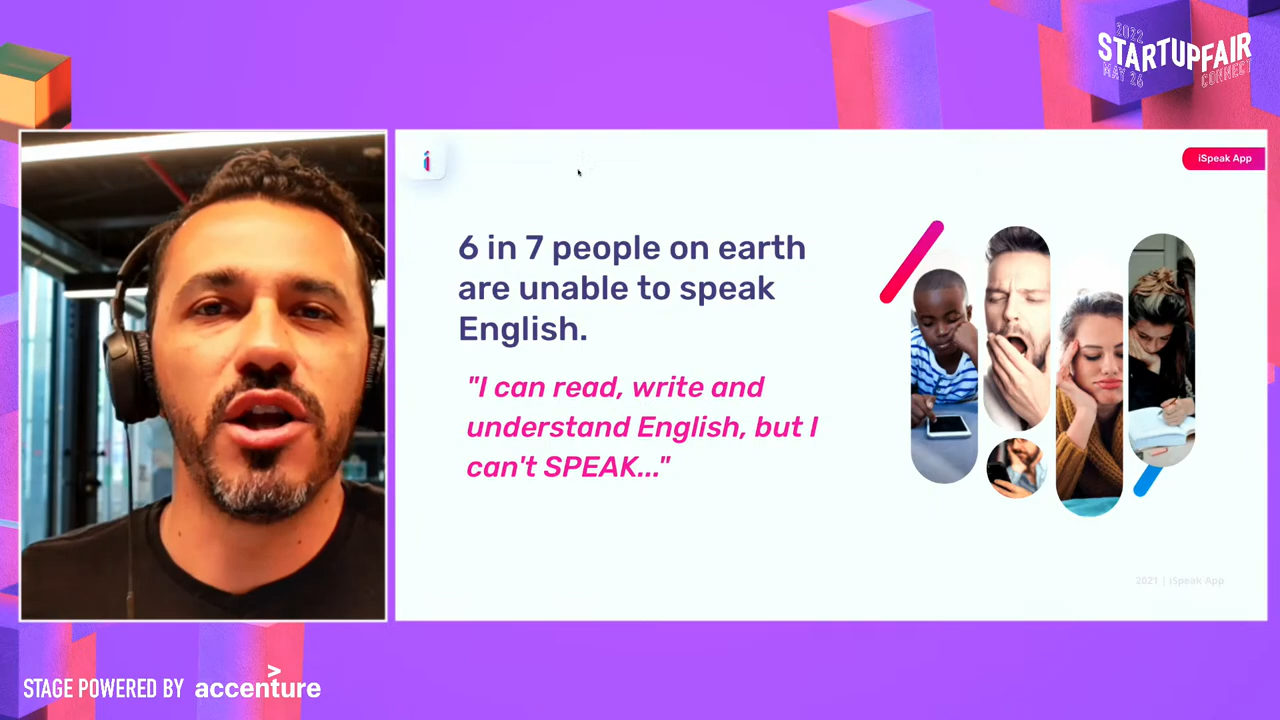 2022
STARTUPFAIR
MAY 26
CONNECT
í
iSpeak App
6 in 7 people on earth
are unable to speak
English.
"I can read, write and
understand English, but I
can't SPEAK..."
2021 | iSpeak App
STAGE POWERED BY accenture